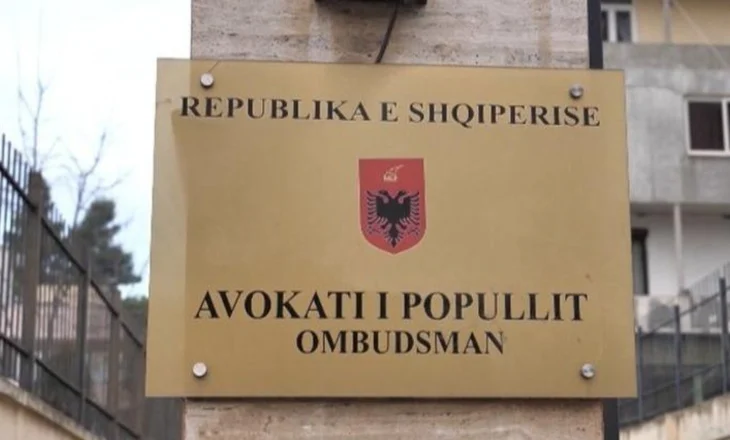 REPUBLIKA E SHQIPERISE
AVOKATI I POPULLIT
OMBUDSMAN